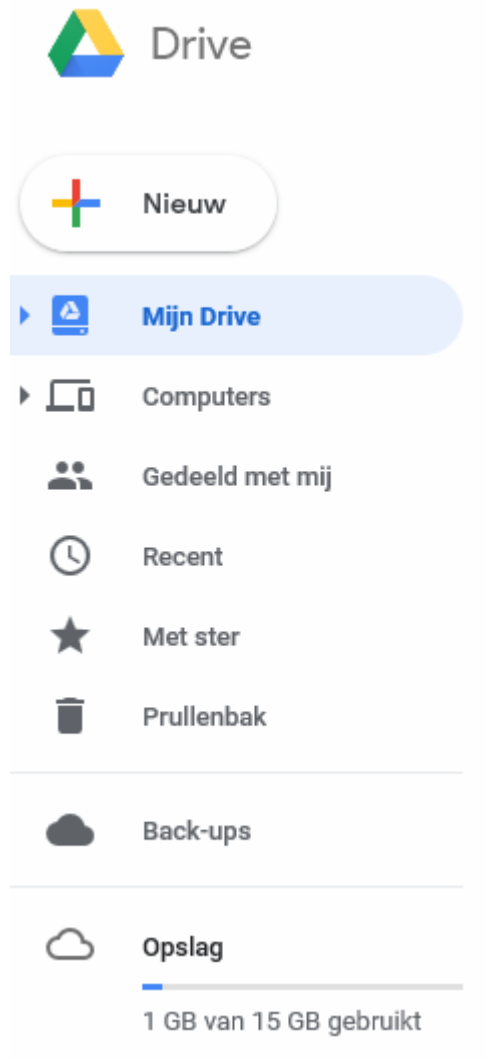 Drive
Nieuw
Mijn Drive
Computers
Gedeeld met mij
Recent
Met ster
Prullenbak
Back-ups
Opslag
1 GB van 15 GB gebruikt